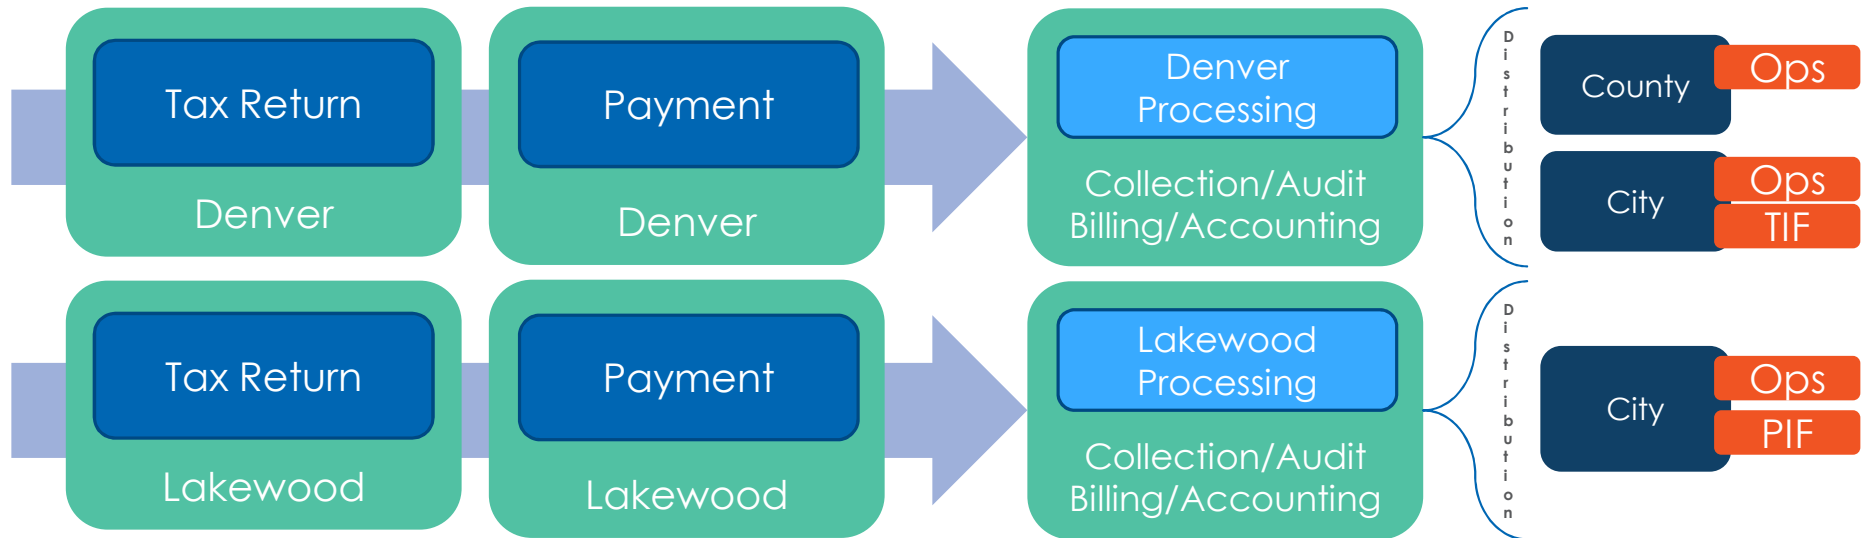 Tax Return
Denver
Payment
Denver
Denver
Processing
Collection/Audit
Billing/Accounting
Distribution
County
Ops
City
Ops
TIF
Tax Return
Lakewood
Payment
Lakewood
Lakewood
Processing
Collection/Audit
Billing/Accounting
Distribution
City
Ops
PIF